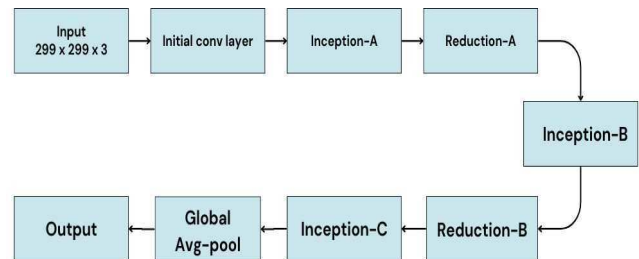 Input
299 x 299 x 3
Initial conv layer
Inception-A
Reduction-A
Inception-B
Reduction-B
Inception-C
Global
Avg-pool
Output